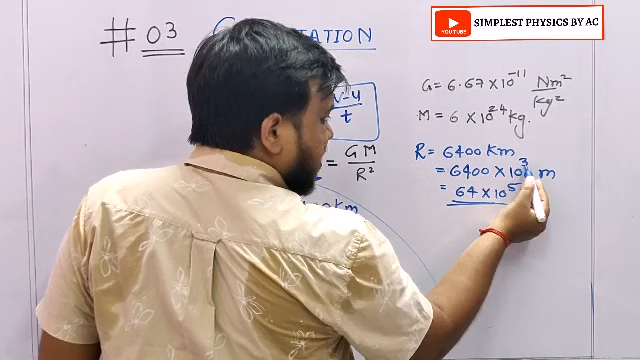 # 03
YouTube
SIMPLEST PHYSICS BY AC
G = 6.67 × 10⁻¹¹ Nm²/Kg²
M = 6 × 10²⁴ kg.
v-u/t
= GM/R²
R = 6400 Km
= 6400 × 10³ m
= 64 × 10⁵